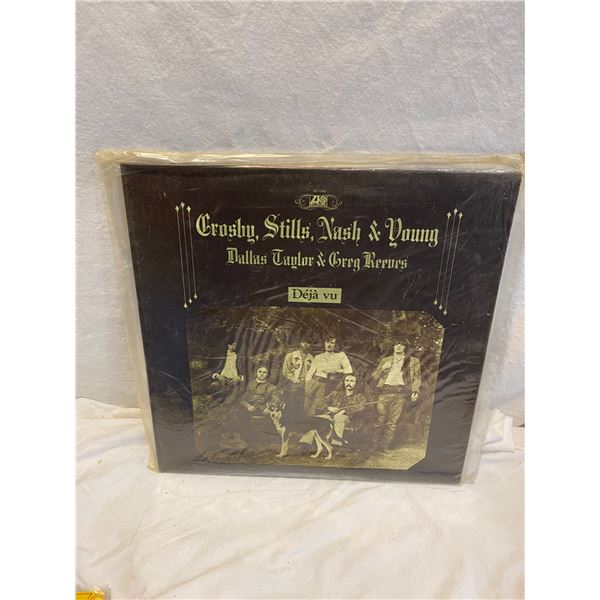 Crosby, Stills, Nash & Young
Dallas Taylor & Greg Reeves
Déjà vu